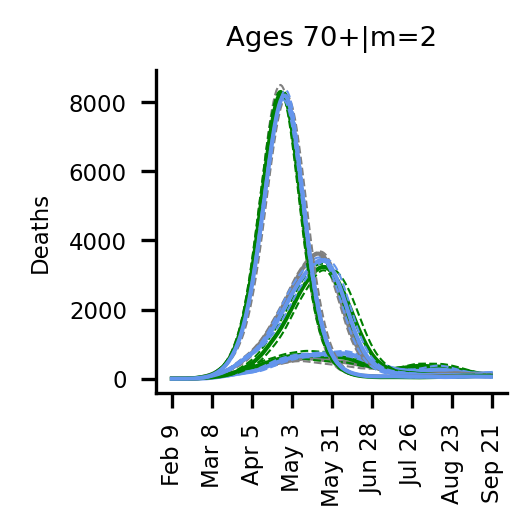 Ages 70+|m=2
Deaths
8000
6000
4000
2000
0
Feb 9
Mar 8
Apr 5
May 3
May 31
Jun 28
Jul 26
Aug 23
Sep 21